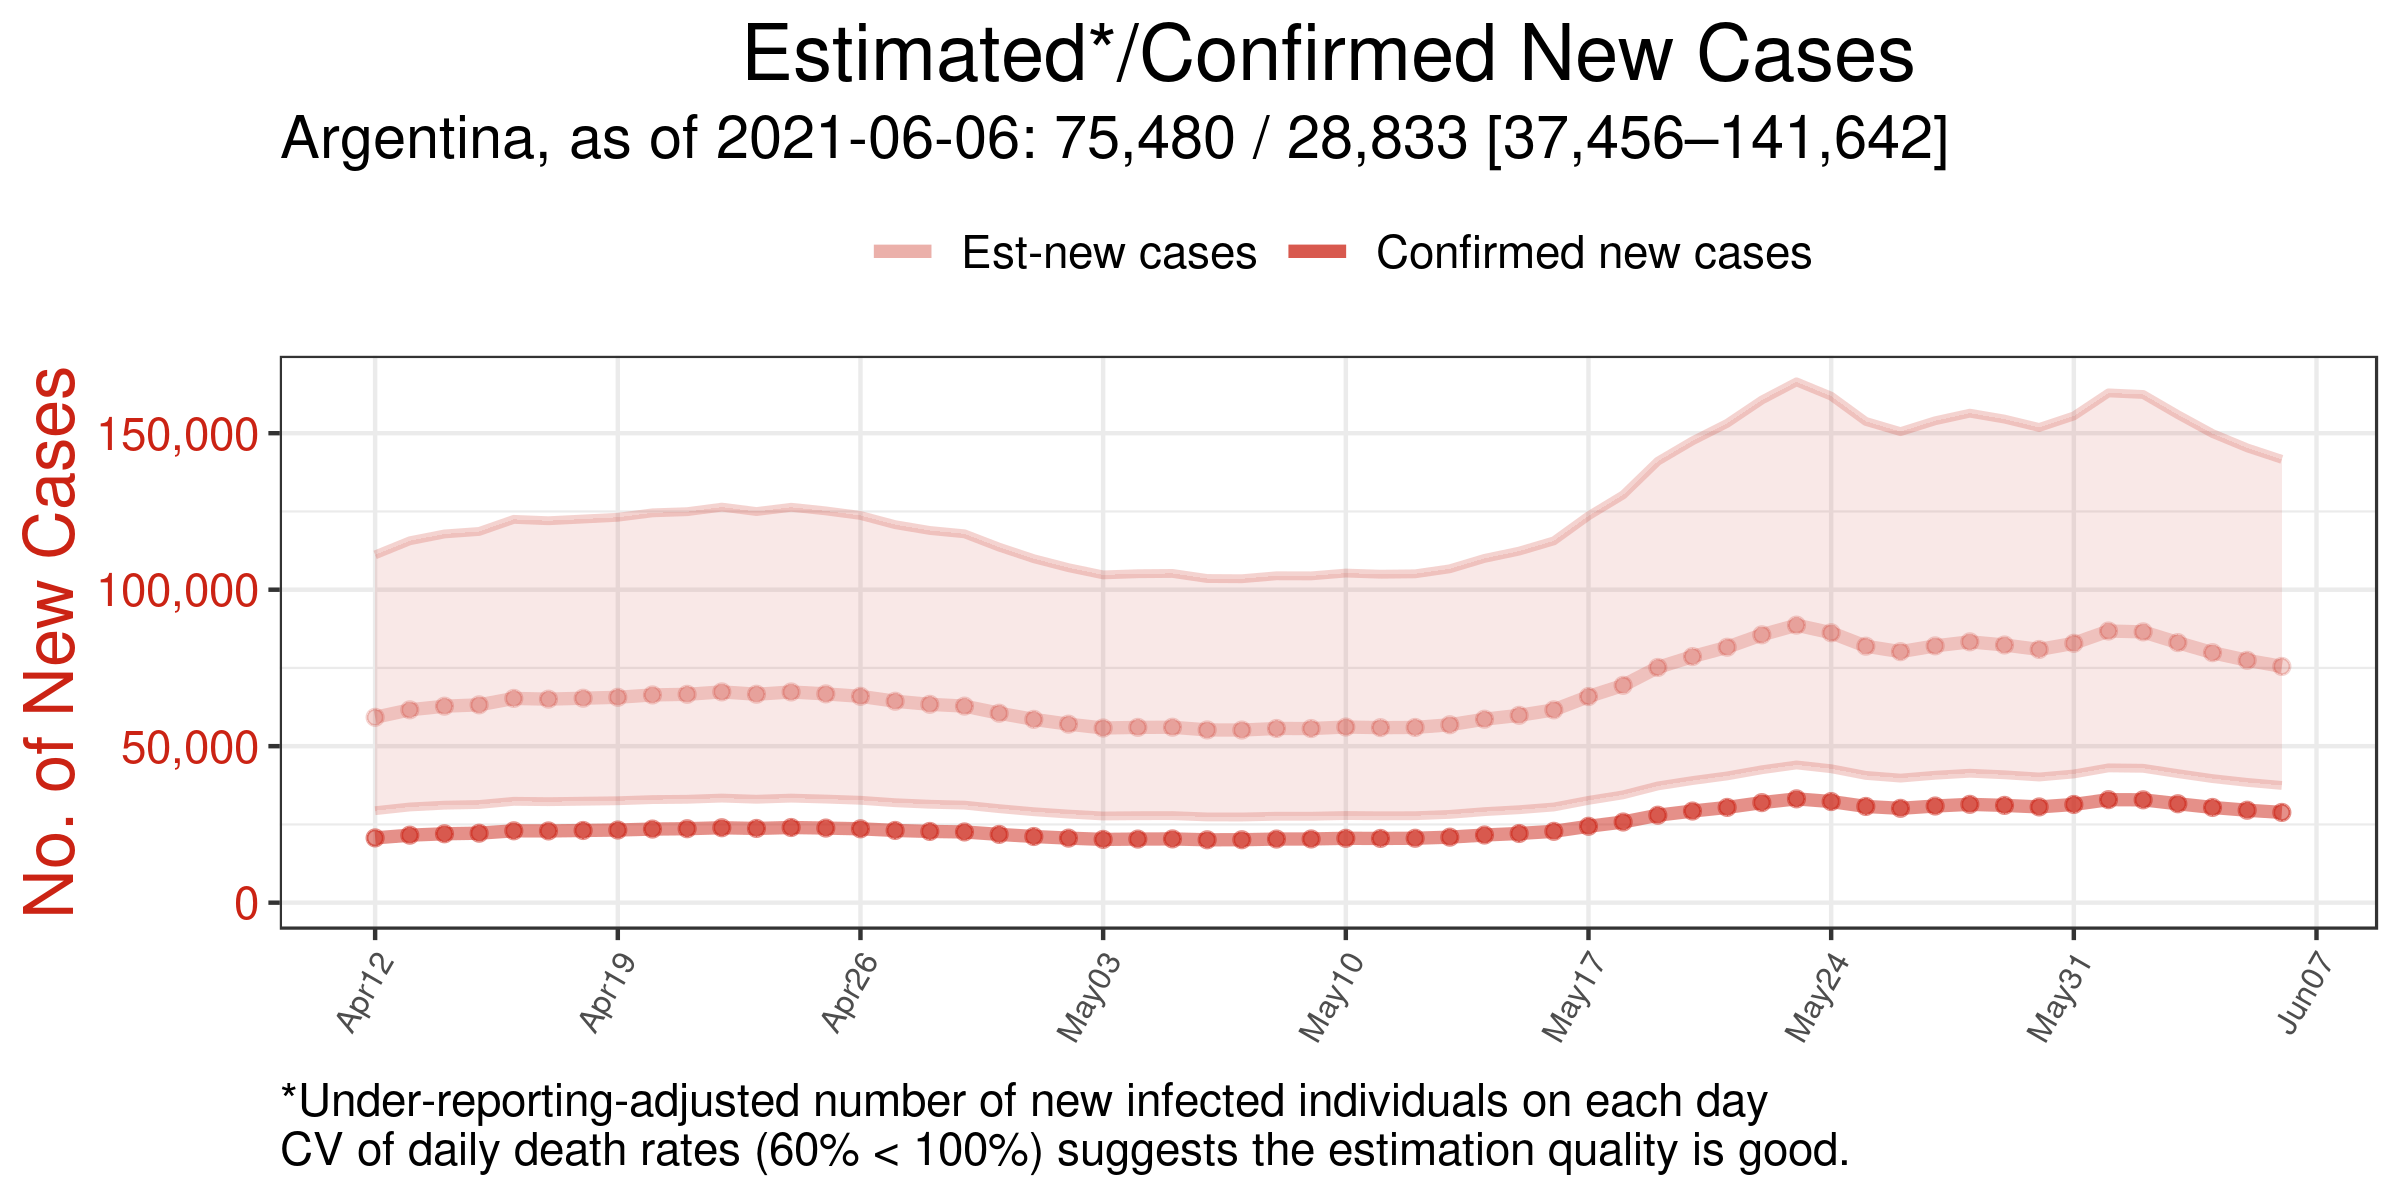 Estimated*/Confirmed New Cases
Argentina, as of 2021-06-06: 75,480 / 28,833 [37,456–141,642]
Est-new cases
Confirmed new cases
No. of New Cases
150,000
100,000
50,000
0
Apr12
Apr19
Apr26
May03
May10
May17
May24
May31
Jun07
*Under-reporting-adjusted number of new infected individuals on each day
CV of daily death rates (60% < 100%) suggests the estimation quality is good.